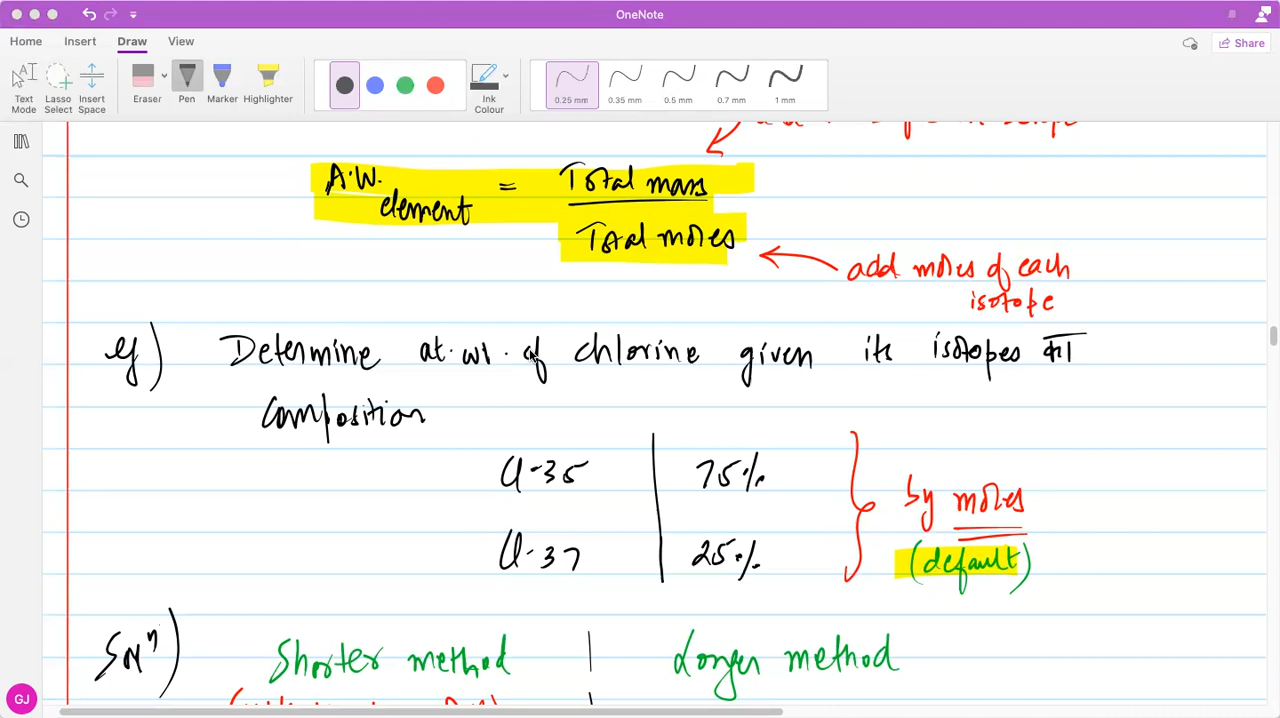 OneNote
Home Insert Draw View
Share
Text Mode
Lasso Select
Insert Space
Eraser
Pen
Marker
Highlighter
Ink Colour
0.25 mm
0.35 mm
0.5 mm
0.7 mm
1 mm
A.W. element = Total mass
Total moles
add moles of each
isotope
eg) Determine at. wt. of chlorine given its isotopes
composition
Cl-35 75%
by moles
Cl-37 25%
(default)
Soln) Shorter method | Longer method
GJ